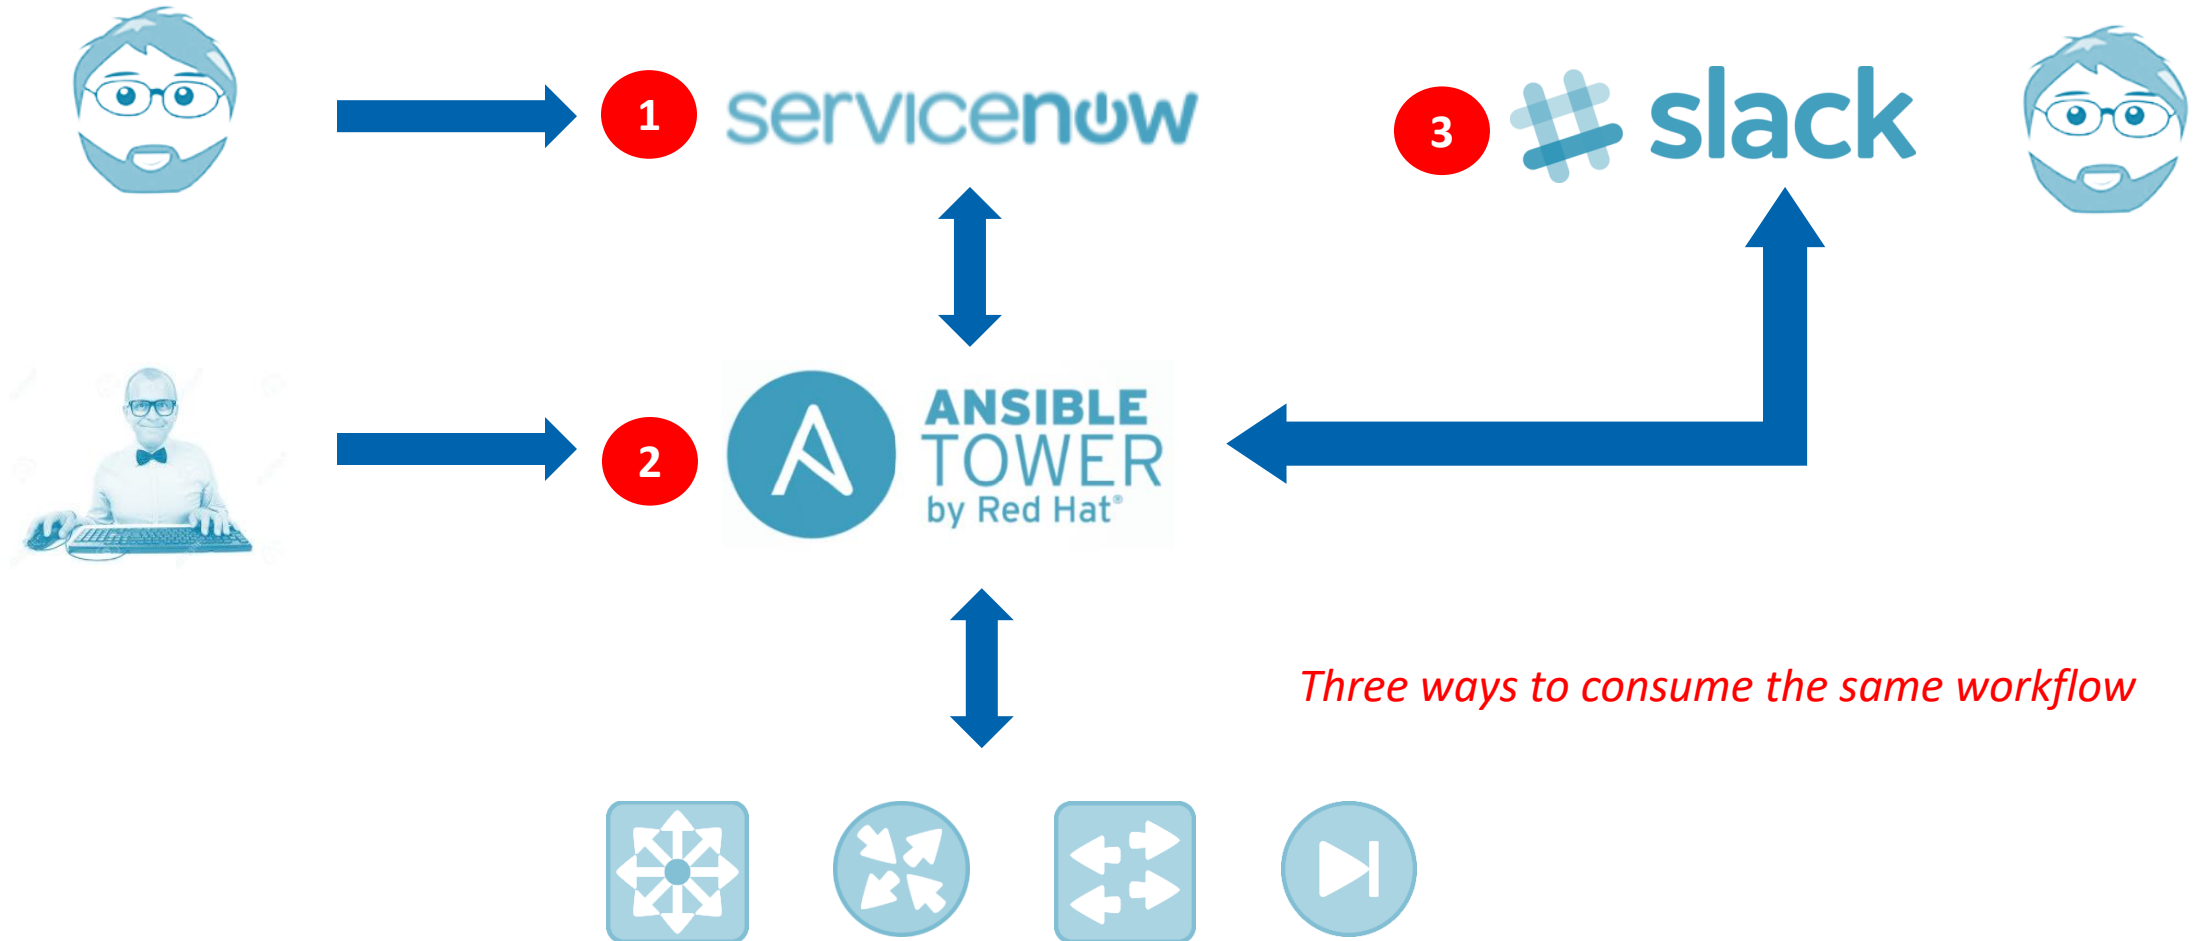 1
servicenow
3
slack
2
ANSIBLE
TOWER
by Red Hat®
Three ways to consume the same workflow